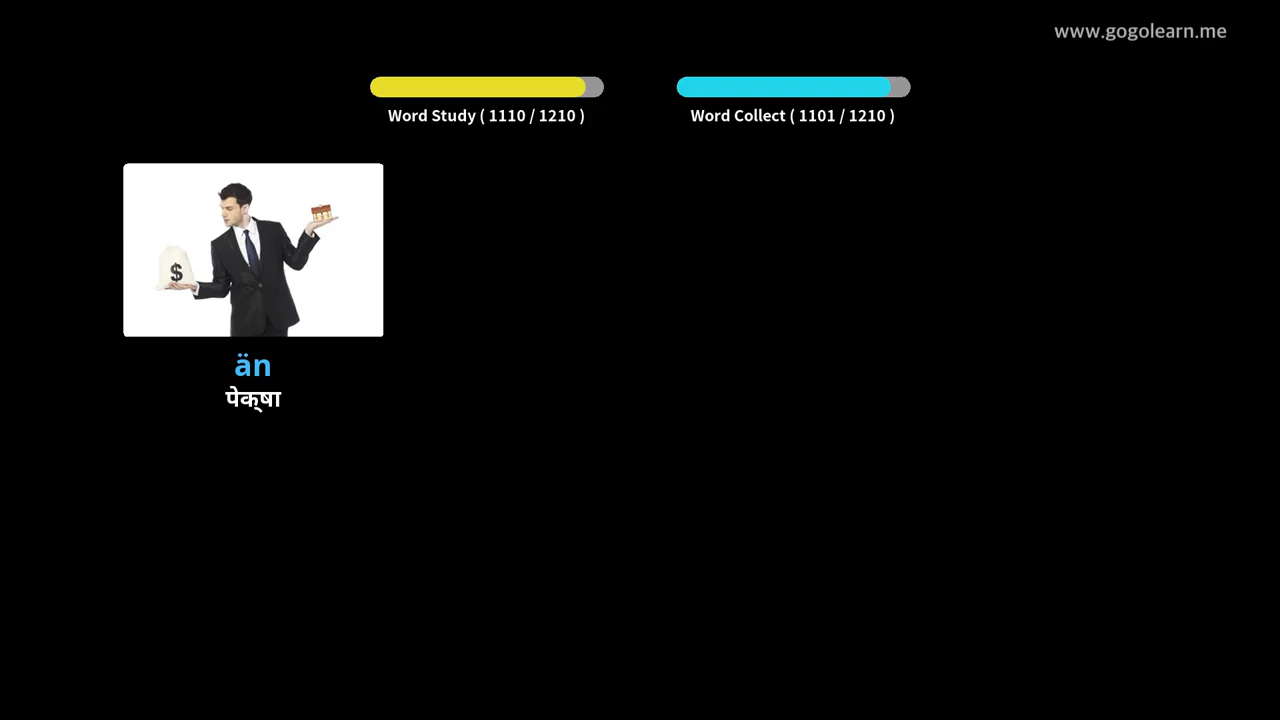 www.gogolearn.me
Word Study ( 1110 / 1210 )
Word Collect ( 1101 / 1210 )
$
än
पेक्‌षा